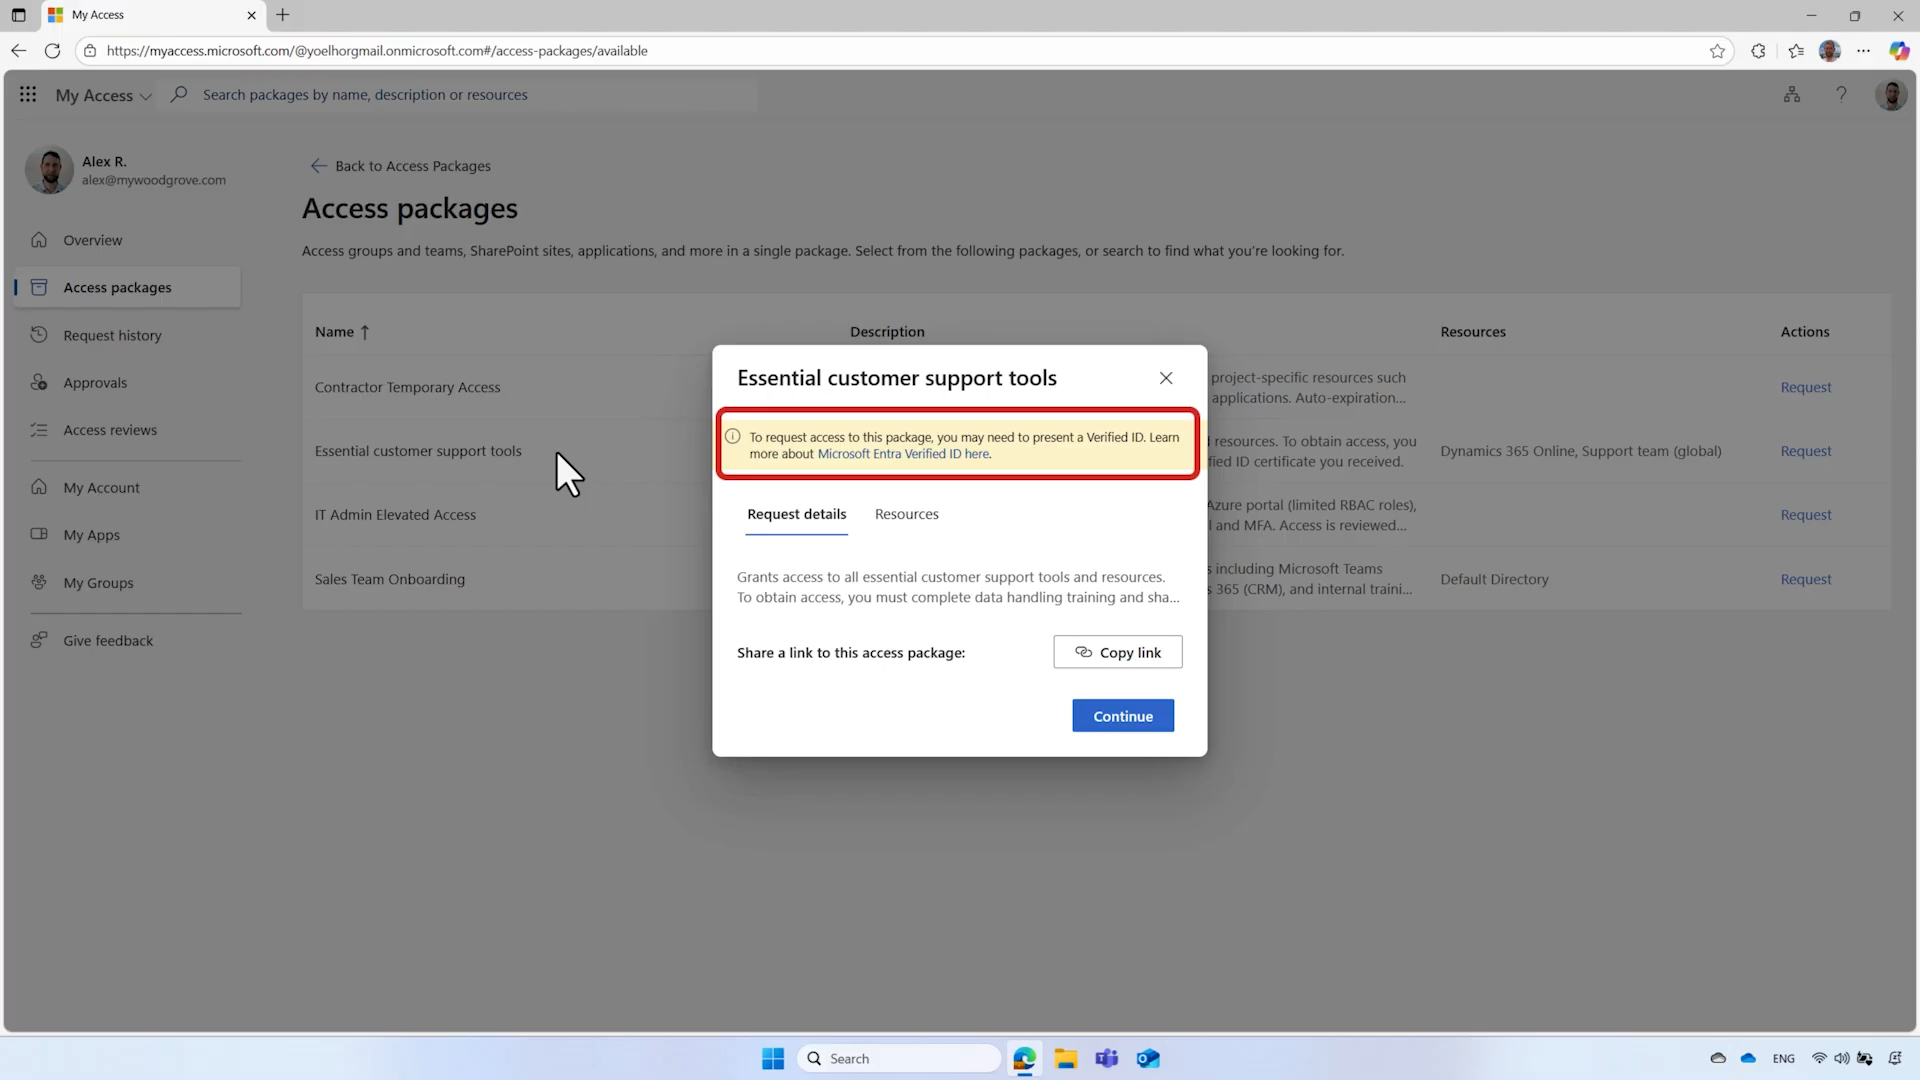 My Access
https://myaccess.microsoft.com/@yoelhorgmail.onmicrosoft.com#/access-packages/available
My Access
Search packages by name, description or resources
Alex R.
alex@mywoodgrove.com
Overview
Access packages
Request history
Approvals
Access reviews
My Account
My Apps
My Groups
Give feedback
Back to Access Packages
Access packages
Access groups and teams, SharePoint sites, applications, and more in a single package. Select from the following packages, or search to find what you're looking for.
Name ↑ Description Resources Actions
Contractor Temporary Access
project-specific resources such
applications. Auto-expiration...
Request
Essential customer support tools
resources. To obtain access, you
fied ID certificate you received.
Dynamics 365 Online, Support team (global)
Request
IT Admin Elevated Access
Azure portal (limited RBAC roles),
l and MFA. Access is reviewed...
Request
Sales Team Onboarding
s including Microsoft Teams
s 365 (CRM), and internal traini...
Default Directory
Request
Essential customer support tools
To request access to this package, you may need to present a Verified ID. Learn
more about Microsoft Entra Verified ID here.
Request details Resources
Grants access to all essential customer support tools and resources.
To obtain access, you must complete data handling training and sha...
Share a link to this access package:
Copy link
Continue
Search
ENG